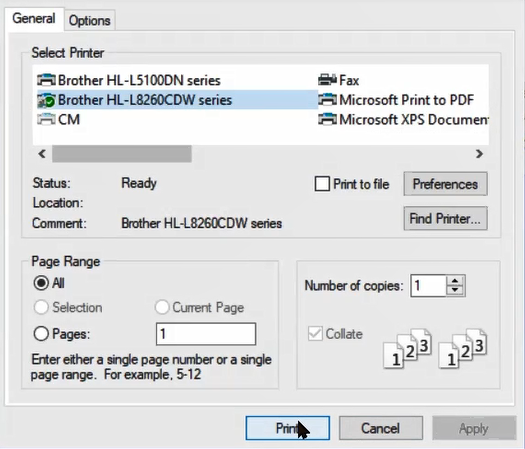 General Options
Select Printer
Brother HL-L5100DN series Fax
Brother HL-L8260CDW series Microsoft Print to PDF
CM Microsoft XPS Documen
Status: Ready Print to file Preferences
Location:
Comment: Brother HL-L8260CDW series Find Printer...
Page Range
All
Number of copies: 1
Selection Current Page
Pages: 1
Collate
1 2 3 1 2 3
Enter either a single page number or a single
page range. For example, 5-12
Print Cancel Apply